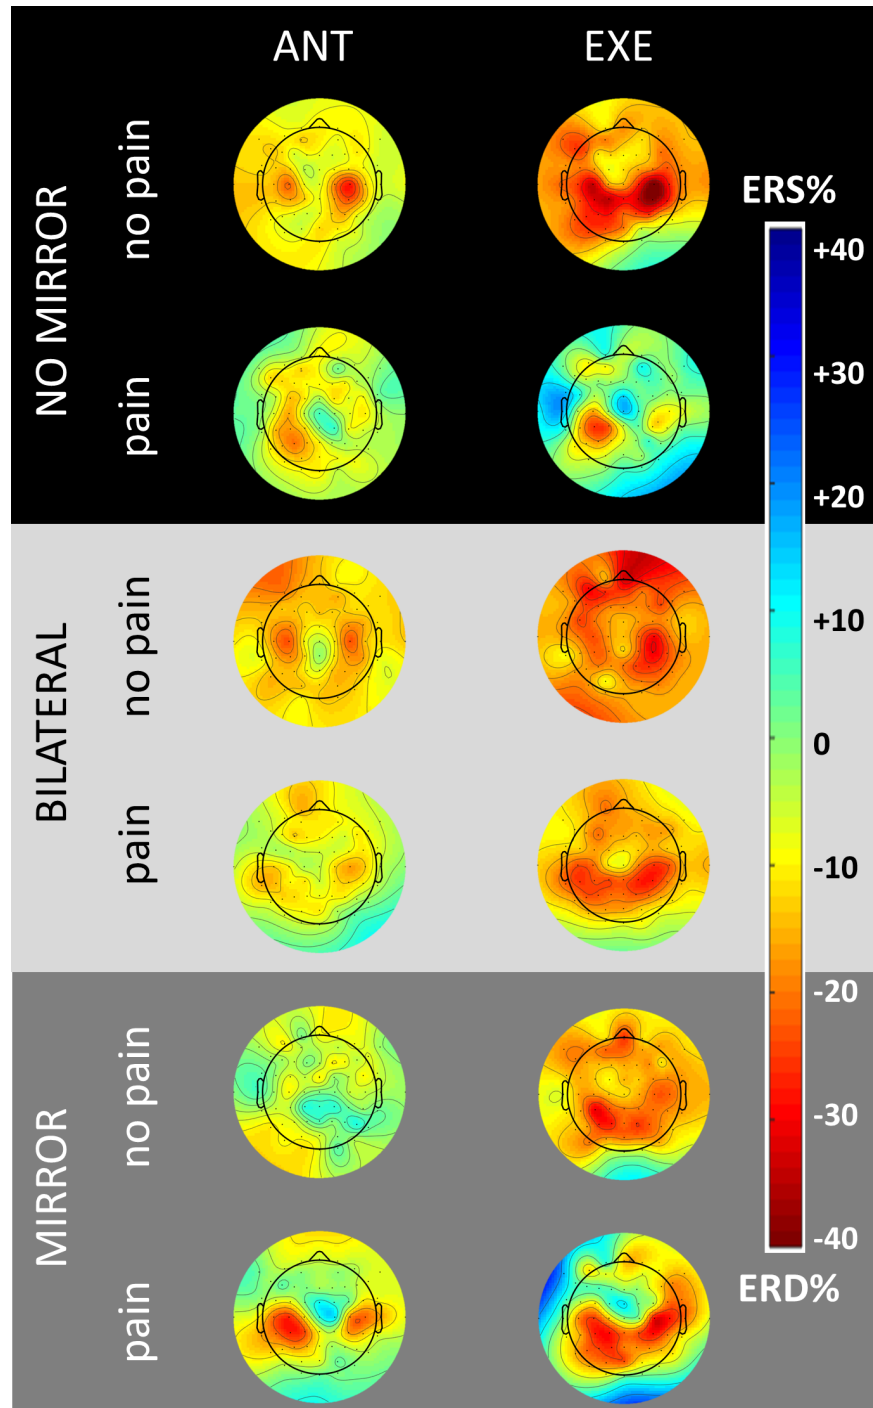 ANT
EXE
NO MIRROR
no pain
pain
BILATERAL
no pain
pain
MIRROR
no pain
pain
ERS%
+40
+30
+20
+10
0
-10
-20
-30
-40
ERD%